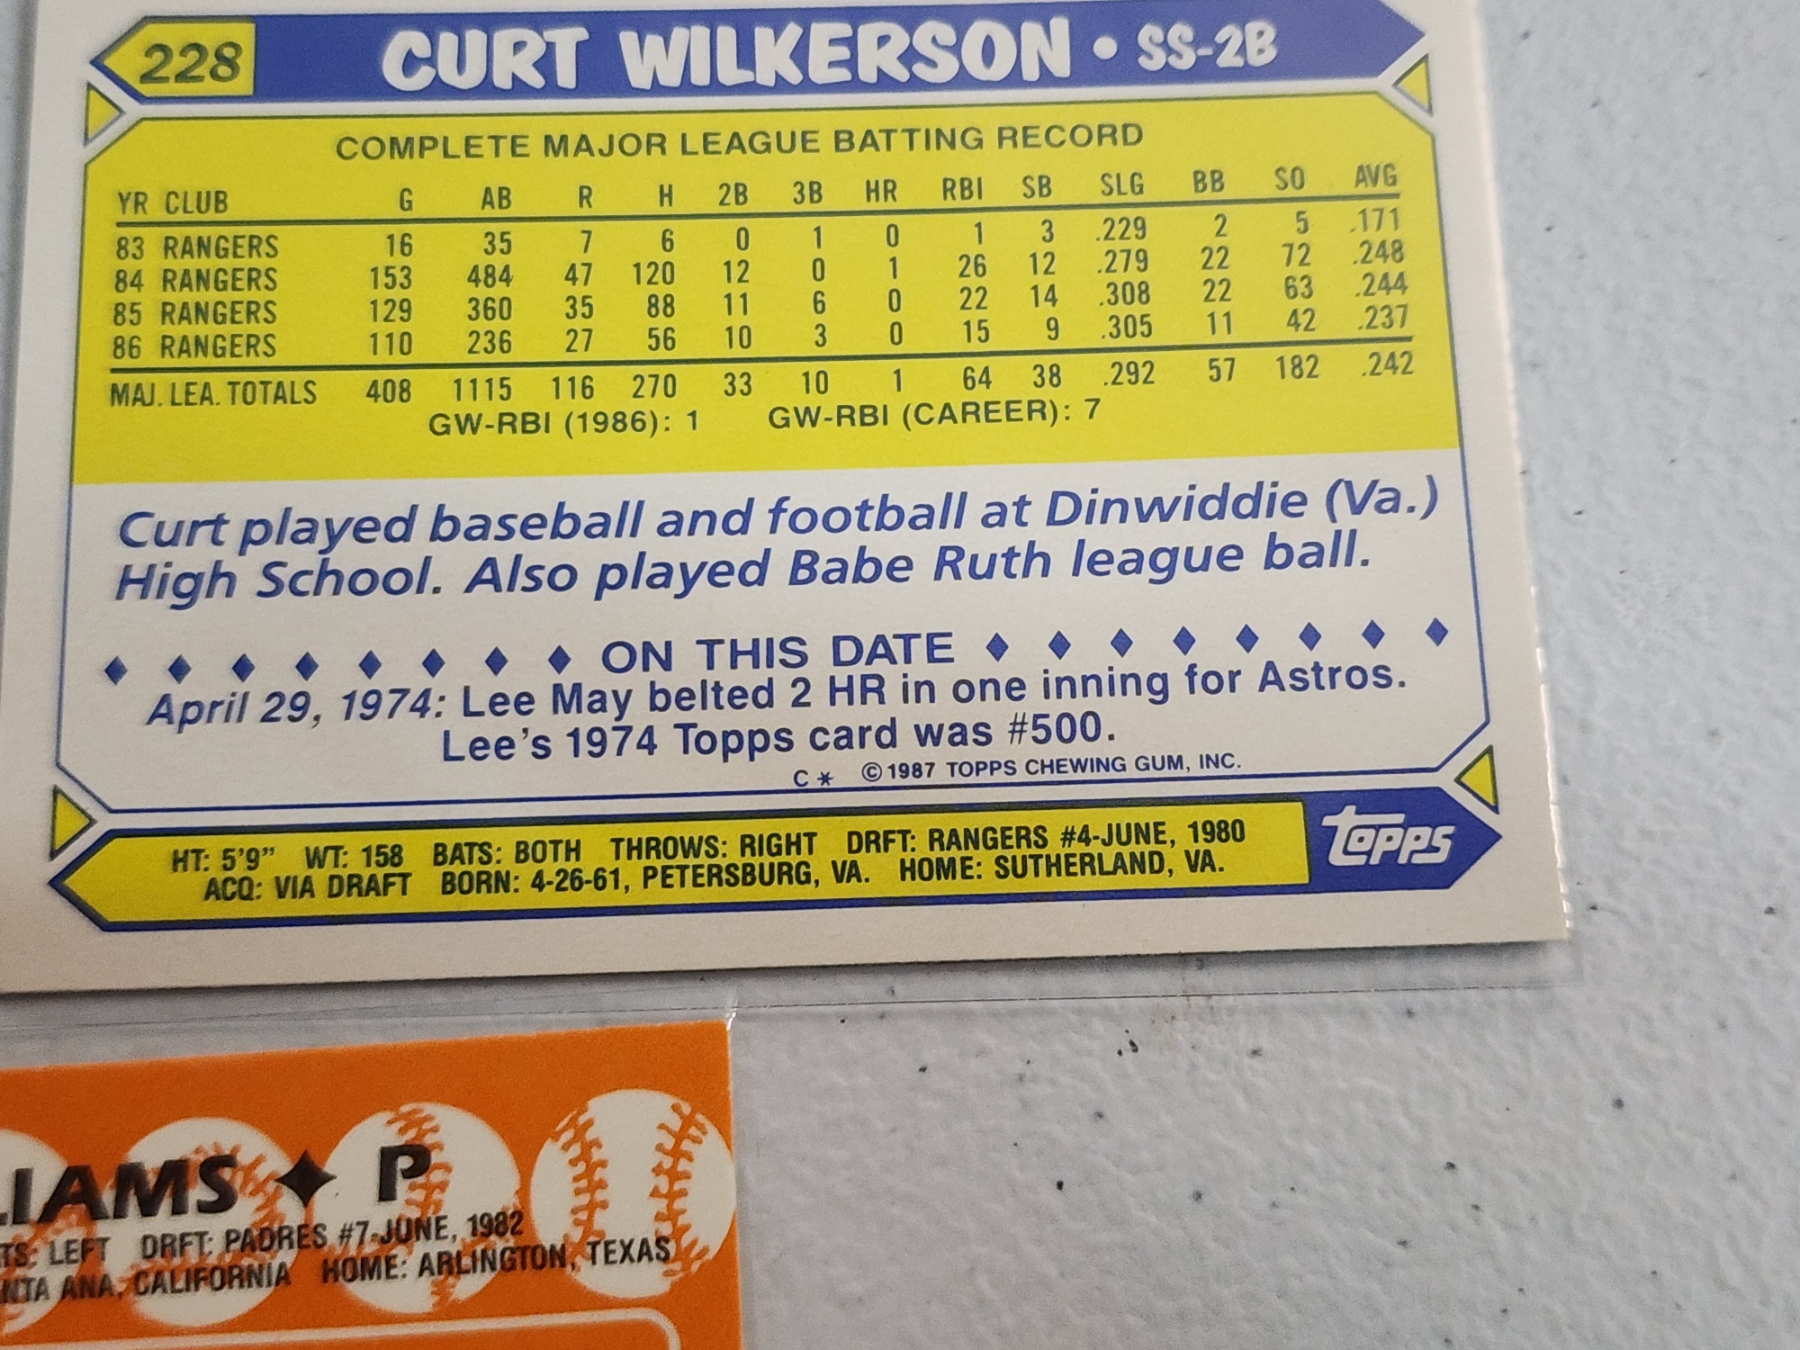 228 CURT WILKERSON • SS-2B
COMPLETE MAJOR LEAGUE BATTING RECORD
YR CLUB G AB R H 2B 3B HR RBI SB SLG BB SO AVG
83 RANGERS 16 35 7 6 0 1 0 1 3 .229 2 5 .171
84 RANGERS 153 484 47 120 12 0 1 26 12 .279 22 72 .248
85 RANGERS 129 360 35 88 11 6 0 22 14 .308 22 63 .244
86 RANGERS 110 236 27 56 10 3 0 15 9 .305 11 42 .237
MAJ. LEA. TOTALS 408 1115 116 270 33 10 1 64 38 .292 57 182 .242
GW-RBI (1986): 1 GW-RBI (CAREER): 7
Curt played baseball and football at Dinwiddie (Va.)
High School. Also played Babe Ruth league ball.
ON THIS DATE
April 29, 1974: Lee May belted 2 HR in one inning for Astros.
Lee's 1974 Topps card was #500.
C* © 1987 TOPPS CHEWING GUM, INC.
HT: 5'9" WT: 158 BATS: BOTH THROWS: RIGHT DRFT: RANGERS #4-JUNE, 1980
ACQ: VIA DRAFT BORN: 4-26-61, PETERSBURG, VA. HOME: SUTHERLAND, VA.
topps
LIAMS P
TS: LEFT DRFT: PADRES #7-JUNE, 1982
NTA ANA, CALIFORNIA HOME: ARLINGTON, TEXAS